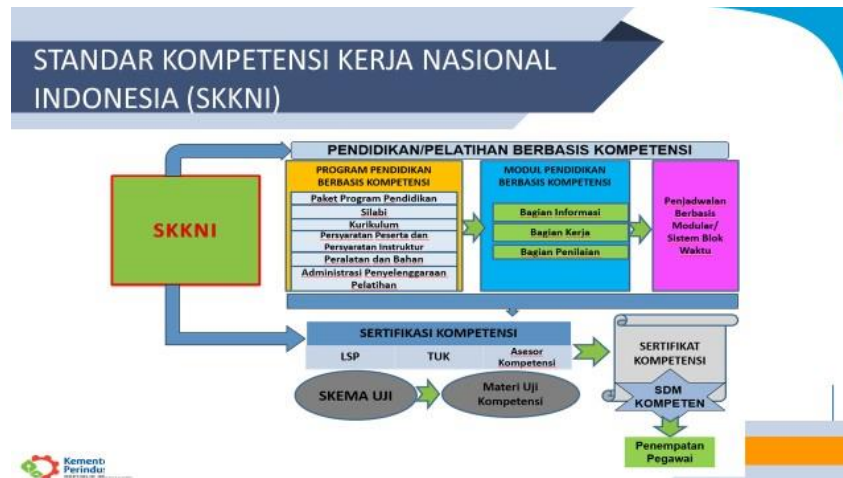 STANDAR KOMPETENSI KERJA NASIONAL
INDONESIA (SKKNI)
PENDIDIKAN/PELATIHAN BERBASIS KOMPETENSI
SKKNI
PROGRAM PENDIDIKAN
BERBASIS KOMPETENSI
Paket Program Pendidikan
Silabi
Kurikulum
Persyaratan Peserta dan
Persyaratan Instruktur
Peralatan dan Bahan
Administrasi Penyelenggaraan
Pelatihan
MODUL PENDIDIKAN
BERBASIS KOMPETENSI
Bagian Informasi
Bagian Kerja
Bagian Penilaian
Penjadwalan
Berbasis
Modular/
Sistem Blok
Waktu
SERTIFIKASI KOMPETENSI
LSP
TUK
Asesor
Kompetensi
SKEMA UJI
Materi Uji
Kompetensi
SERTIFIKAT
KOMPETENSI
SDM
KOMPETEN
Penempatan
Pegawai
Kement
Perindu